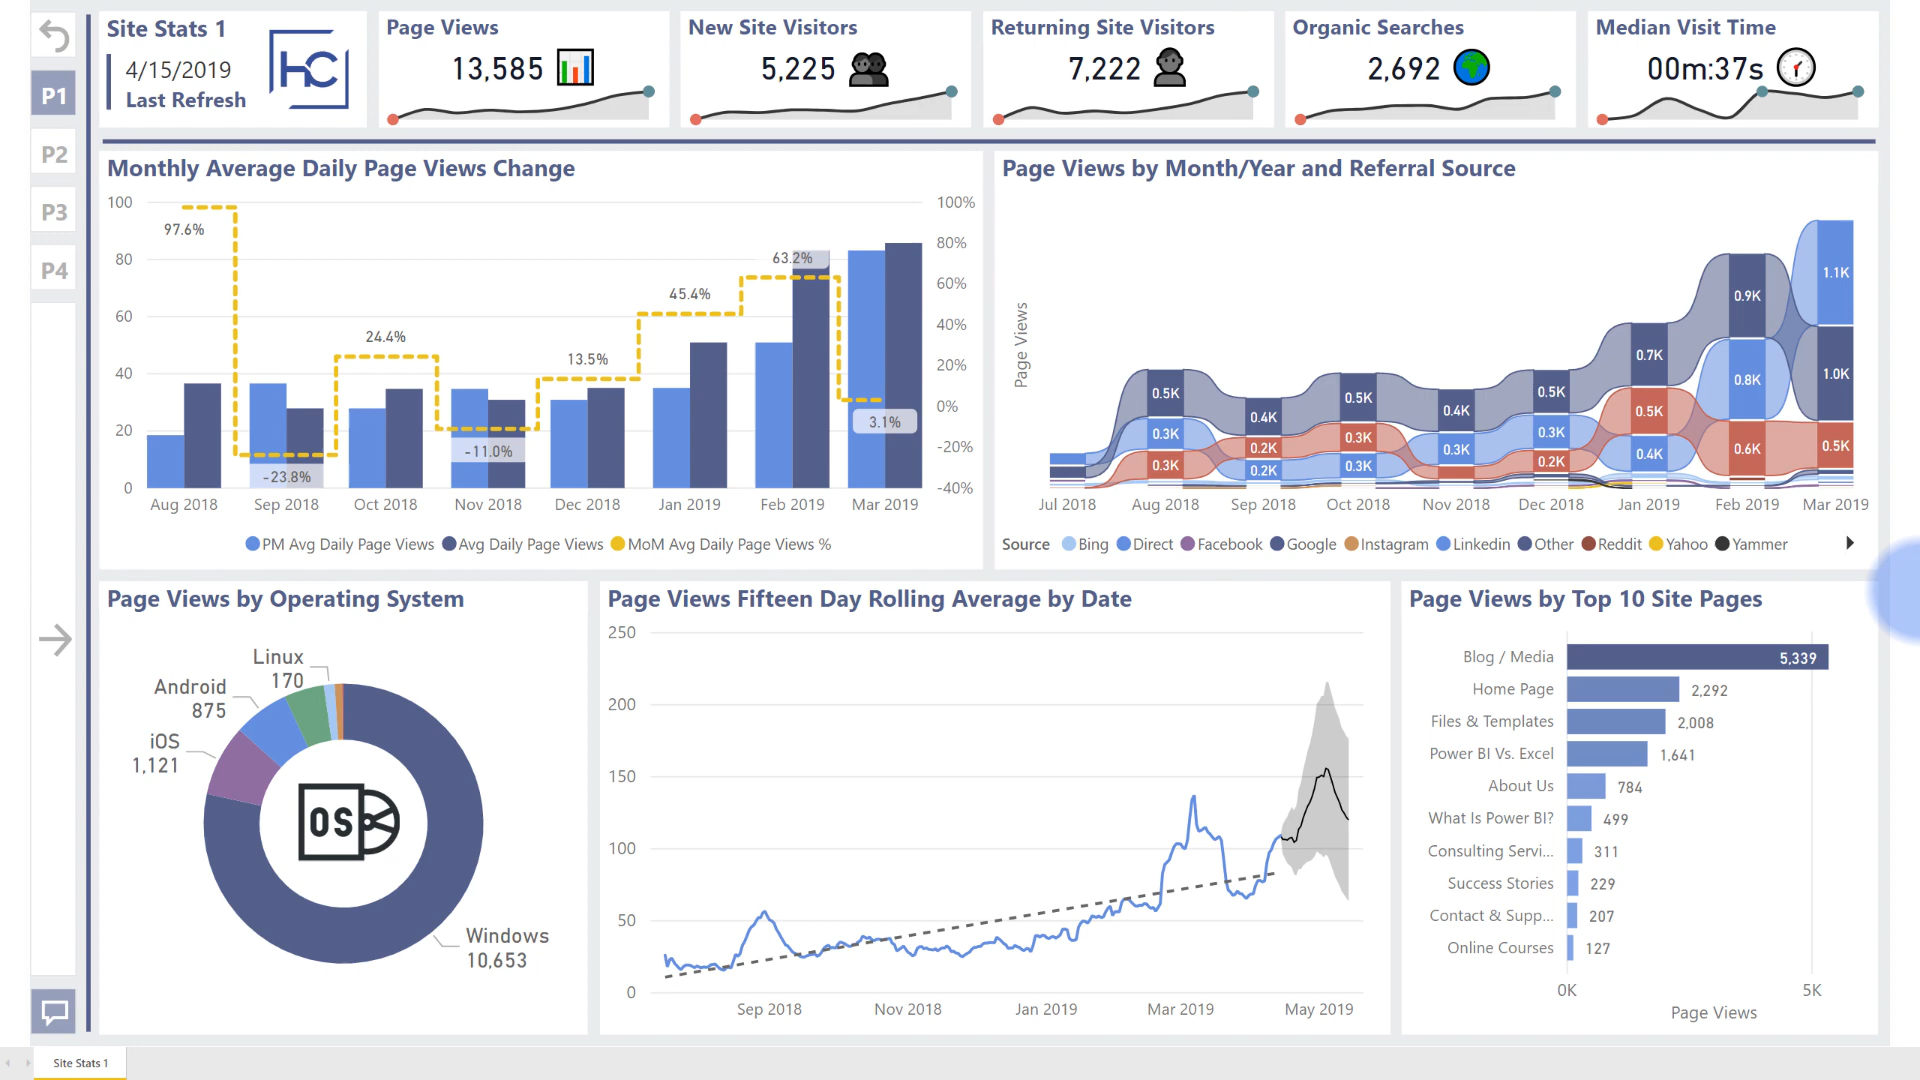 Site Stats 1
4/15/2019
Last Refresh
HC
P1
P2
P3
P4
Page Views
13,585
New Site Visitors
5,225
Returning Site Visitors
7,222
Organic Searches
2,692
Median Visit Time
00m:37s
Monthly Average Daily Page Views Change
100
80
60
40
20
0
100%
80%
60%
40%
20%
0%
-20%
-40%
97.6%
-23.8%
24.4%
-11.0%
13.5%
45.4%
63.2%
3.1%
Aug 2018 Sep 2018 Oct 2018 Nov 2018 Dec 2018 Jan 2019 Feb 2019 Mar 2019
PM Avg Daily Page Views Avg Daily Page Views MoM Avg Daily Page Views %
Page Views by Month/Year and Referral Source
Page Views
0.5K
0.3K
0.3K
0.4K
0.2K
0.2K
0.5K
0.3K
0.3K
0.4K
0.3K
0.5K
0.3K
0.2K
0.7K
0.5K
0.4K
0.9K
0.8K
0.6K
1.1K
1.0K
0.5K
Jul 2018 Aug 2018 Sep 2018 Oct 2018 Nov 2018 Dec 2018 Jan 2019 Feb 2019 Mar 2019
Source Bing Direct Facebook Google Instagram Linkedin Other Reddit Yahoo Yammer
Page Views by Operating System
Linux
170
Android
875
iOS
1,121
OS
Windows
10,653
Page Views Fifteen Day Rolling Average by Date
250
200
150
100
50
0
Sep 2018 Nov 2018 Jan 2019 Mar 2019 May 2019
Page Views by Top 10 Site Pages
Blog / Media 5,339
Home Page 2,292
Files & Templates 2,008
Power BI Vs. Excel 1,641
About Us 784
What Is Power BI? 499
Consulting Servi... 311
Success Stories 229
Contact & Supp... 207
Online Courses 127
0K 5K
Page Views
Site Stats 1